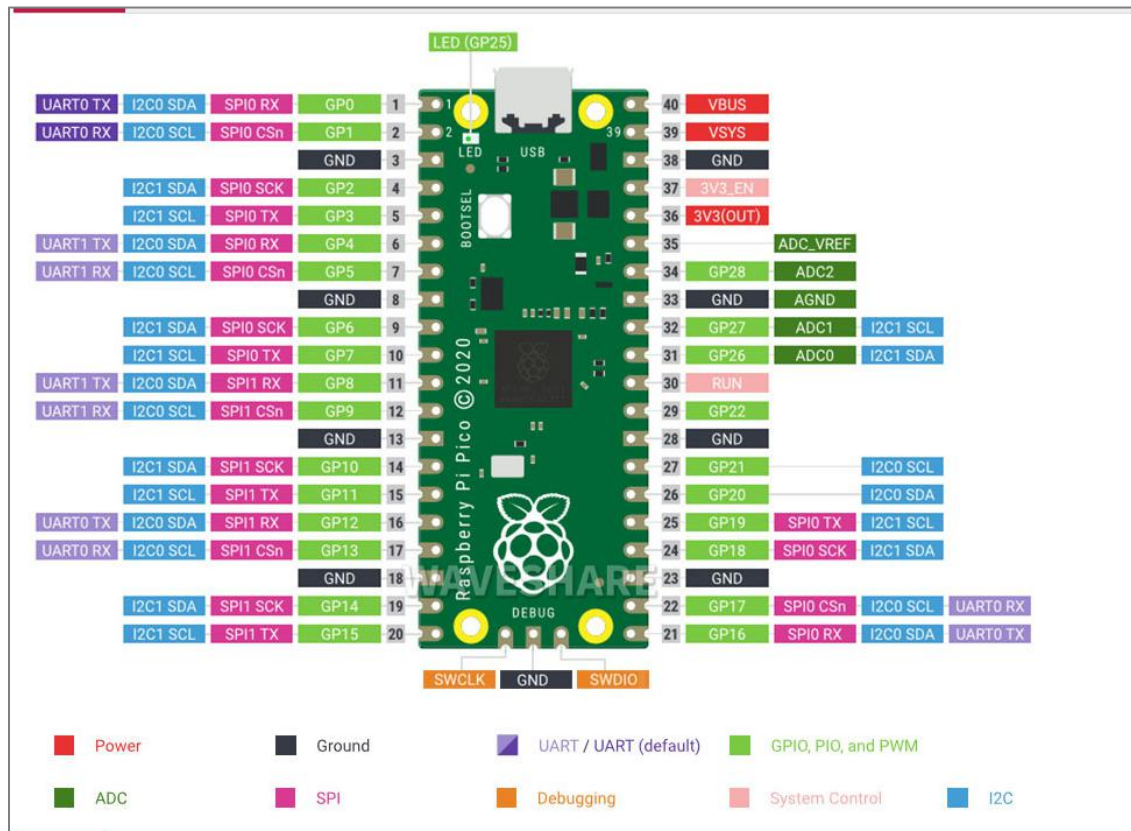 LED (GP25)
UART0 TX I2C0 SDA SPI0 RX GP0 1 1 40 VBUS
UART0 RX I2C0 SCL SPI0 CSn GP1 2 2 39 39 VSYS
LED USB
GND 3 38 GND
I2C1 SDA SPI0 SCK GP2 4 37 3V3_EN
I2C1 SCL SPI0 TX GP3 5 36 3V3(OUT)
BOOTSEL
UART1 TX I2C0 SDA SPI0 RX GP4 6 35 ADC_VREF
UART1 RX I2C0 SCL SPI0 CSn GP5 7 34 GP28 ADC2
GND 8 33 GND AGND
I2C1 SDA SPI0 SCK GP6 9 32 GP27 ADC1 I2C1 SCL
I2C1 SCL SPI0 TX GP7 10 31 GP26 ADC0 I2C1 SDA
UART1 TX I2C0 SDA SPI1 RX GP8 11 30 RUN
UART1 RX I2C0 SCL SPI1 CSn GP9 12 29 GP22
GND 13 28 GND
I2C1 SDA SPI1 SCK GP10 14 27 GP21 I2C0 SCL
I2C1 SCL SPI1 TX GP11 15 26 GP20 I2C0 SDA
UART0 TX I2C0 SDA SPI1 RX GP12 16 25 GP19 SPI0 TX I2C1 SCL
UART0 RX I2C0 SCL SPI1 CSn GP13 17 24 GP18 SPI0 SCK I2C1 SDA
GND 18 23 GND
I2C1 SDA SPI1 SCK GP14 19 22 GP17 SPI0 CSn I2C0 SCL UART0 RX
I2C1 SCL SPI1 TX GP15 20 21 GP16 SPI0 RX I2C0 SDA UART0 TX
Raspberry Pi Pico ©2020
WAVESHARE
DEBUG
SWCLK GND SWDIO
Power Ground UART / UART (default) GPIO, PIO, and PWM
ADC SPI Debugging System Control I2C